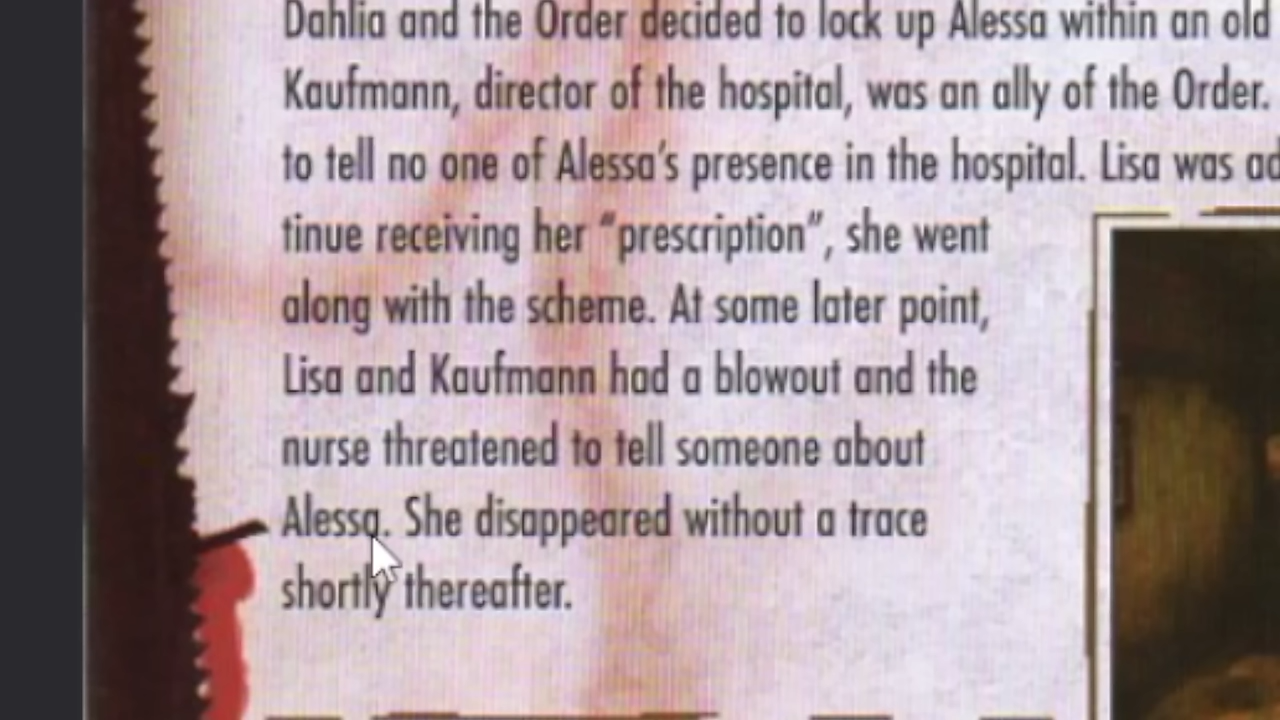 Dahlia and the Order decided to lock up Alessa within an old
Kaufmann, director of the hospital, was an ally of the Order.
to tell no one of Alessa's presence in the hospital. Lisa was
tinue receiving her “prescription”, she went
along with the scheme. At some later point,
Lisa and Kaufmann had a blowout and the
nurse threatened to tell someone about
Alessa. She disappeared without a trace
shortly thereafter.